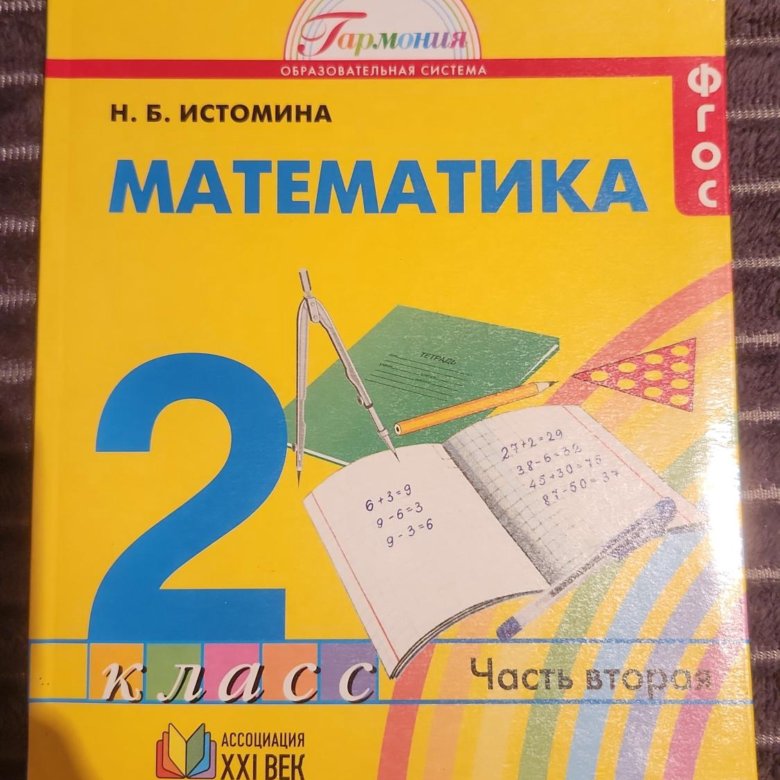 Гармония
ОБРАЗОВАТЕЛЬНАЯ СИСТЕМА
ФГОС
Н. Б. ИСТОМИНА
МАТЕМАТИКА
2
ТЕТРАДЬ
6+3=9
9-6=3
9-3=6
27+2=29
38-6=32
45+30=75
87-50=37
класс
Часть вторая
АССОЦИАЦИЯ
XXI ВЕК